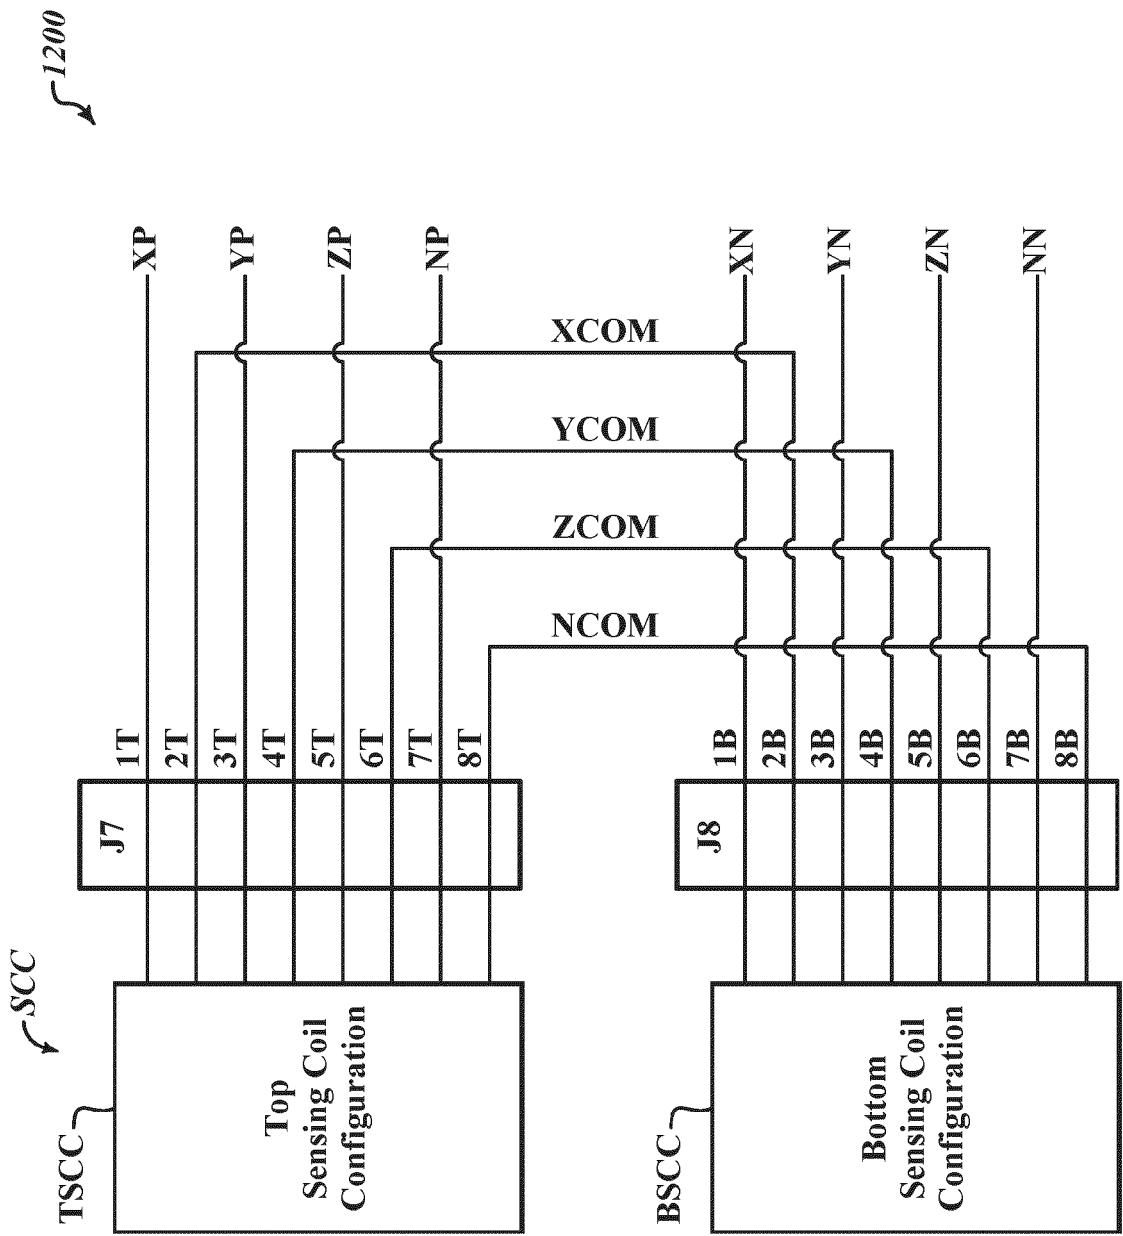 1200
SCC
TSCC
Top
Sensing Coil
Configuration
J7
1T
2T
3T
4T
5T
6T
7T
8T
XP
YP
ZP
NP
XCOM
YCOM
ZCOM
NCOM
BSCC
Bottom
Sensing Coil
Configuration
J8
1B
2B
3B
4B
5B
6B
7B
8B
XN
YN
ZN
NN